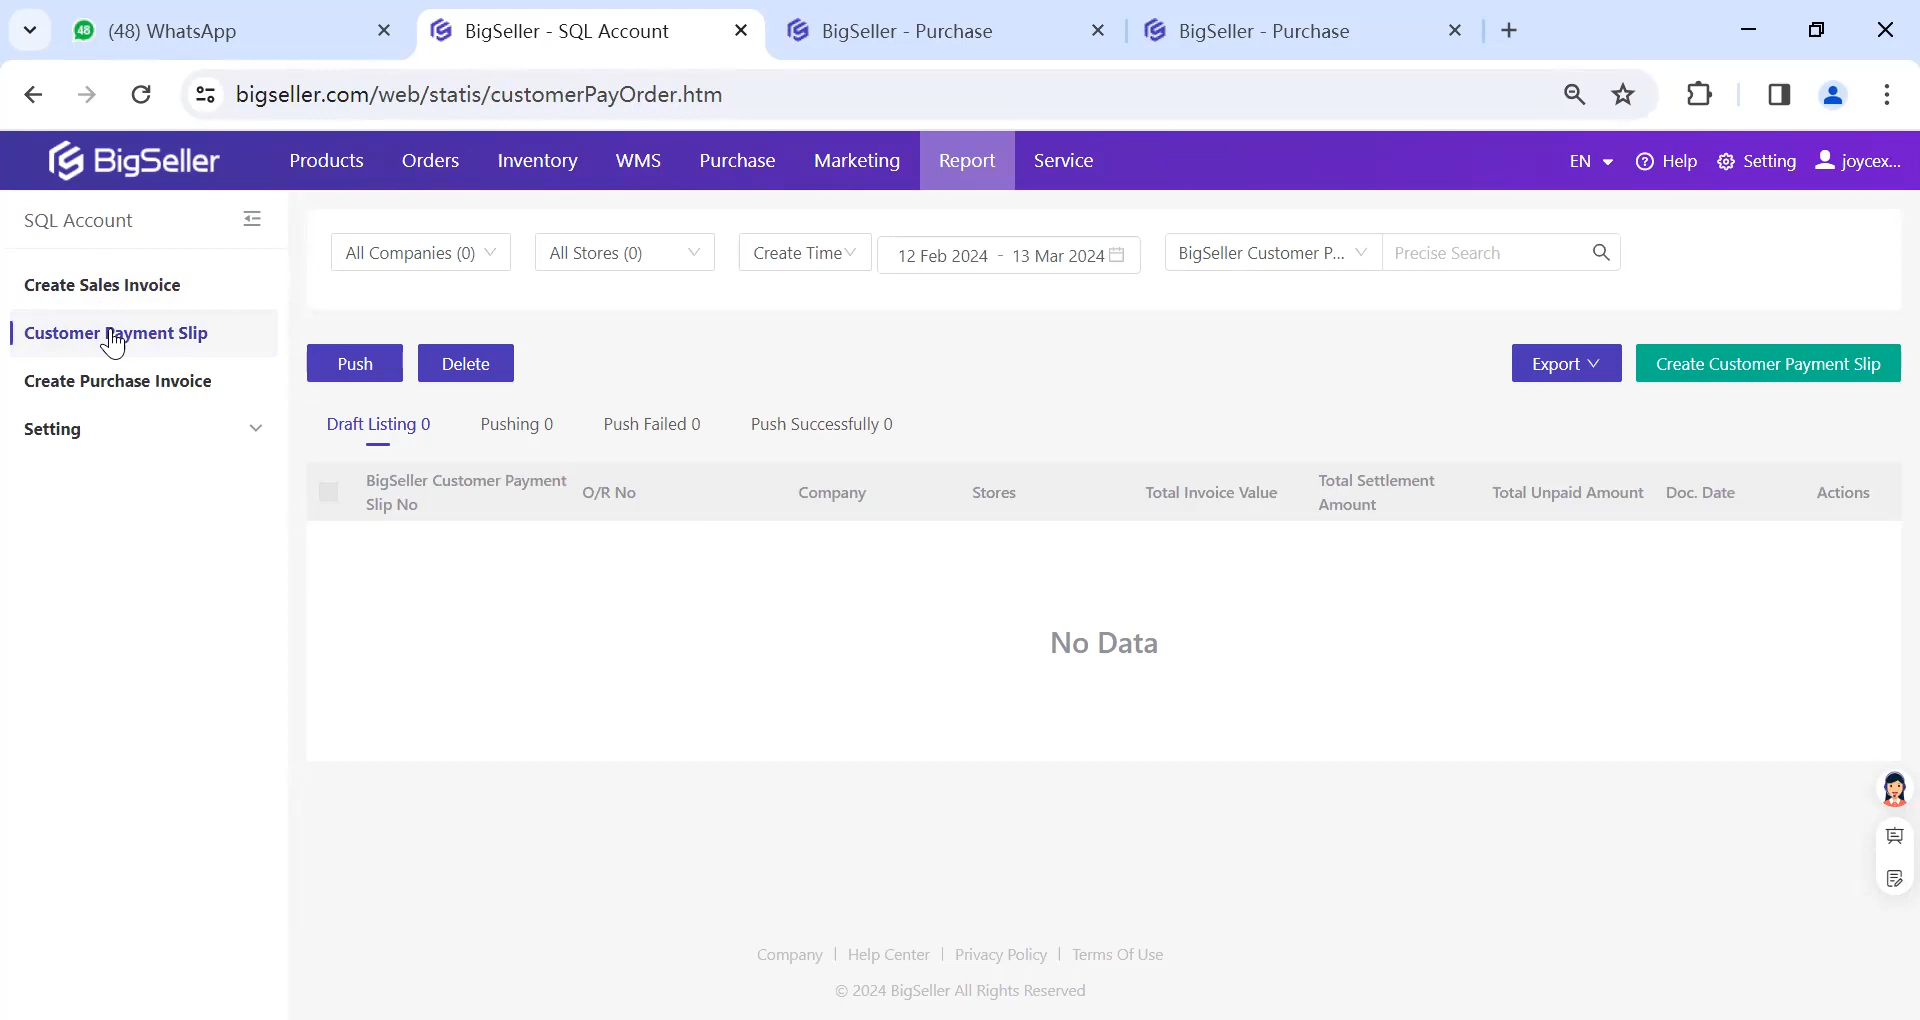 48 (48) WhatsApp
BigSeller - SQL Account
BigSeller - Purchase
BigSeller - Purchase
bigseller.com/web/statis/customerPayOrder.htm
BigSeller
Products Orders Inventory WMS Purchase Marketing Report Service
EN Help Setting joycex...
SQL Account
Create Sales Invoice
Customer Payment Slip
Create Purchase Invoice
Setting
All Companies (0) All Stores (0) Create Time 12 Feb 2024 - 13 Mar 2024 BigSeller Customer P... Precise Search
Push Delete Export Create Customer Payment Slip
Draft Listing 0 Pushing 0 Push Failed 0 Push Successfully 0
BigSeller Customer Payment
Slip No
O/R No
Company
Stores
Total Invoice Value
Total Settlement
Amount
Total Unpaid Amount
Doc. Date
Actions
No Data
Company | Help Center | Privacy Policy | Terms Of Use
© 2024 BigSeller All Rights Reserved